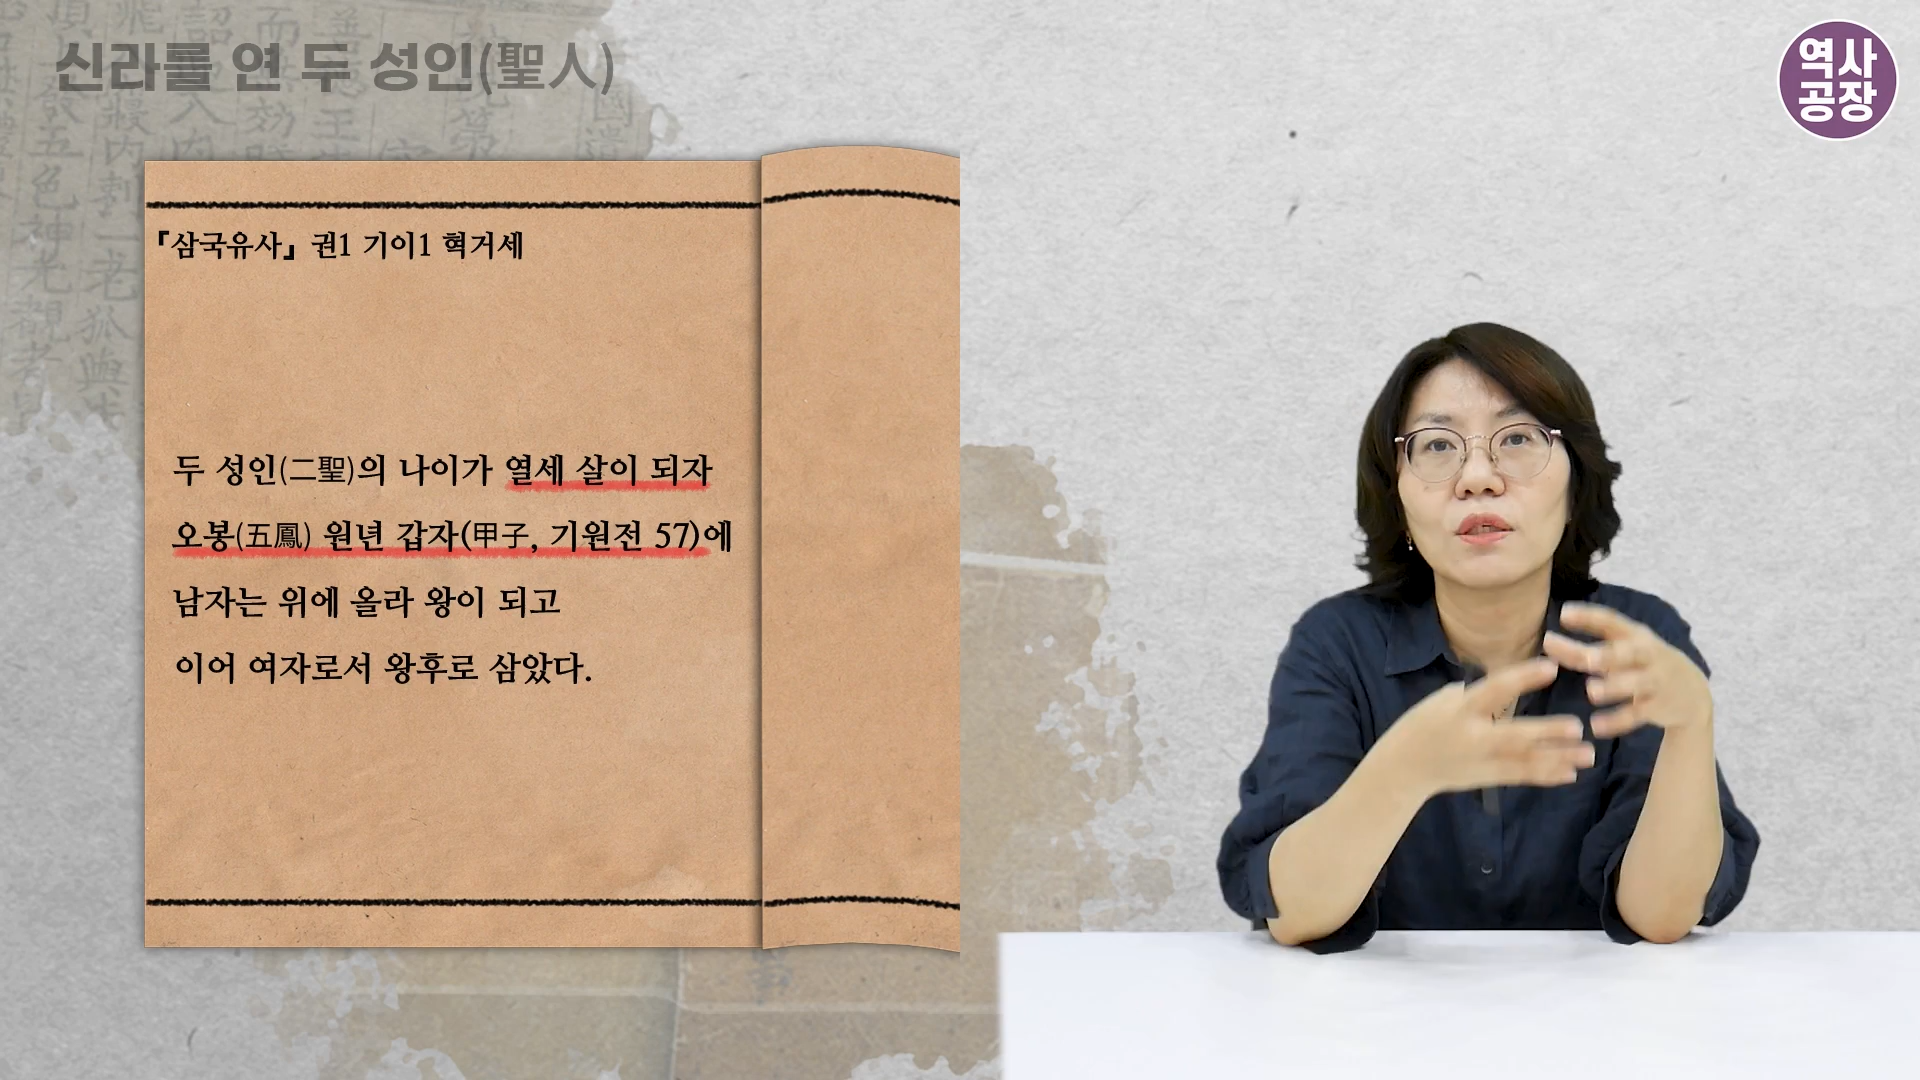 신라를 연 두 성인(聖人)
역사
공장
『삼국유사』 권1 기이1 혁거세
두 성인(二聖)의 나이가 열세 살이 되자
오봉(五鳳) 원년 갑자(甲子, 기원전 57)에
남자는 위에 올라 왕이 되고
이어 여자로서 왕후로 삼았다.